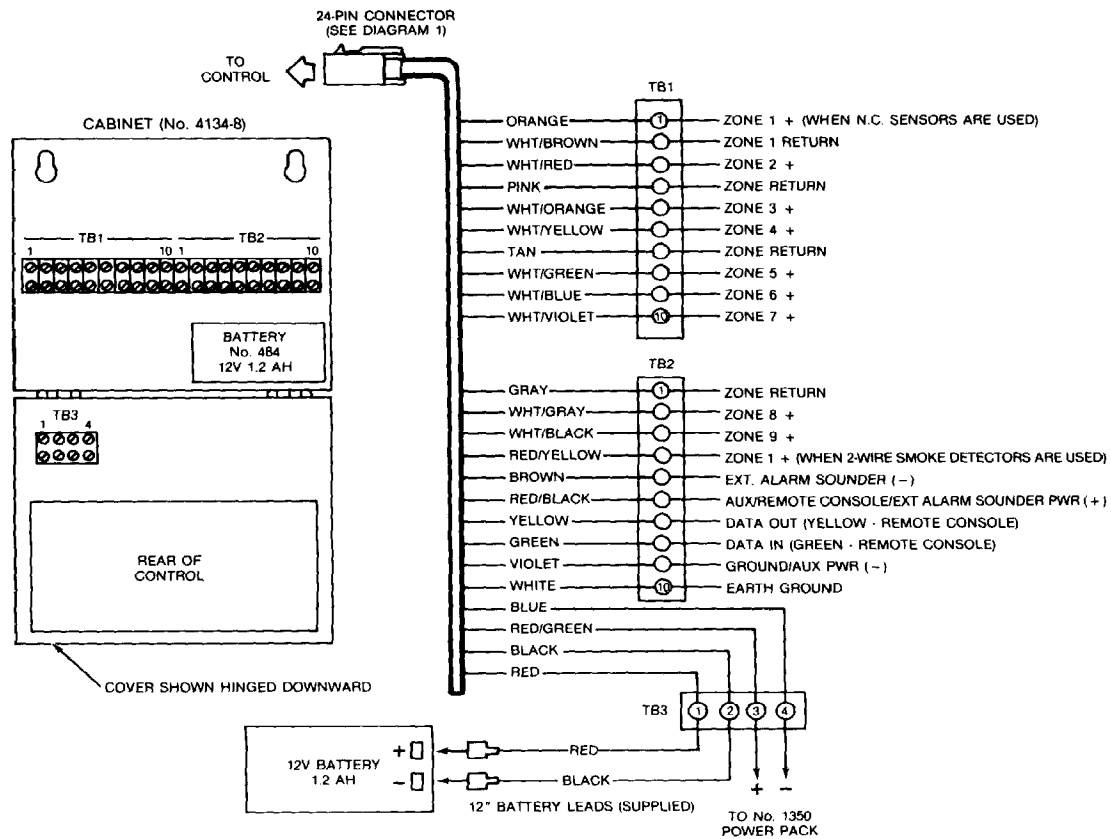 24-PIN CONNECTOR
(SEE DIAGRAM 1)
TO
CONTROL
CABINET (No. 4134-8)
TB1 TB2
1 10 1 10
BATTERY
No. 484
12V 1.2 AH
TB3
1 4
REAR OF
CONTROL
COVER SHOWN HINGED DOWNWARD
TB1
ORANGE 1 ZONE 1 + (WHEN N.C. SENSORS ARE USED)
WHT/BROWN ZONE 1 RETURN
WHT/RED ZONE 2 +
PINK ZONE RETURN
WHT/ORANGE ZONE 3 +
WHT/YELLOW ZONE 4 +
TAN ZONE RETURN
WHT/GREEN ZONE 5 +
WHT/BLUE ZONE 6 +
WHT/VIOLET 10 ZONE 7 +
TB2
GRAY 1 ZONE RETURN
WHT/GRAY ZONE 8 +
WHT/BLACK ZONE 9 +
RED/YELLOW ZONE 1 + (WHEN 2-WIRE SMOKE DETECTORS ARE USED)
BROWN EXT. ALARM SOUNDER (-)
RED/BLACK AUX/REMOTE CONSOLE/EXT ALARM SOUNDER PWR (+)
YELLOW DATA OUT (YELLOW - REMOTE CONSOLE)
GREEN DATA IN (GREEN - REMOTE CONSOLE)
VIOLET GROUND/AUX PWR (-)
WHITE 10 EARTH GROUND
BLUE
RED/GREEN
BLACK
RED
TB3 1 2 3 4
12V BATTERY
1.2 AH
+
-
RED
BLACK
12" BATTERY LEADS (SUPPLIED)
+ -
TO No. 1350
POWER PACK